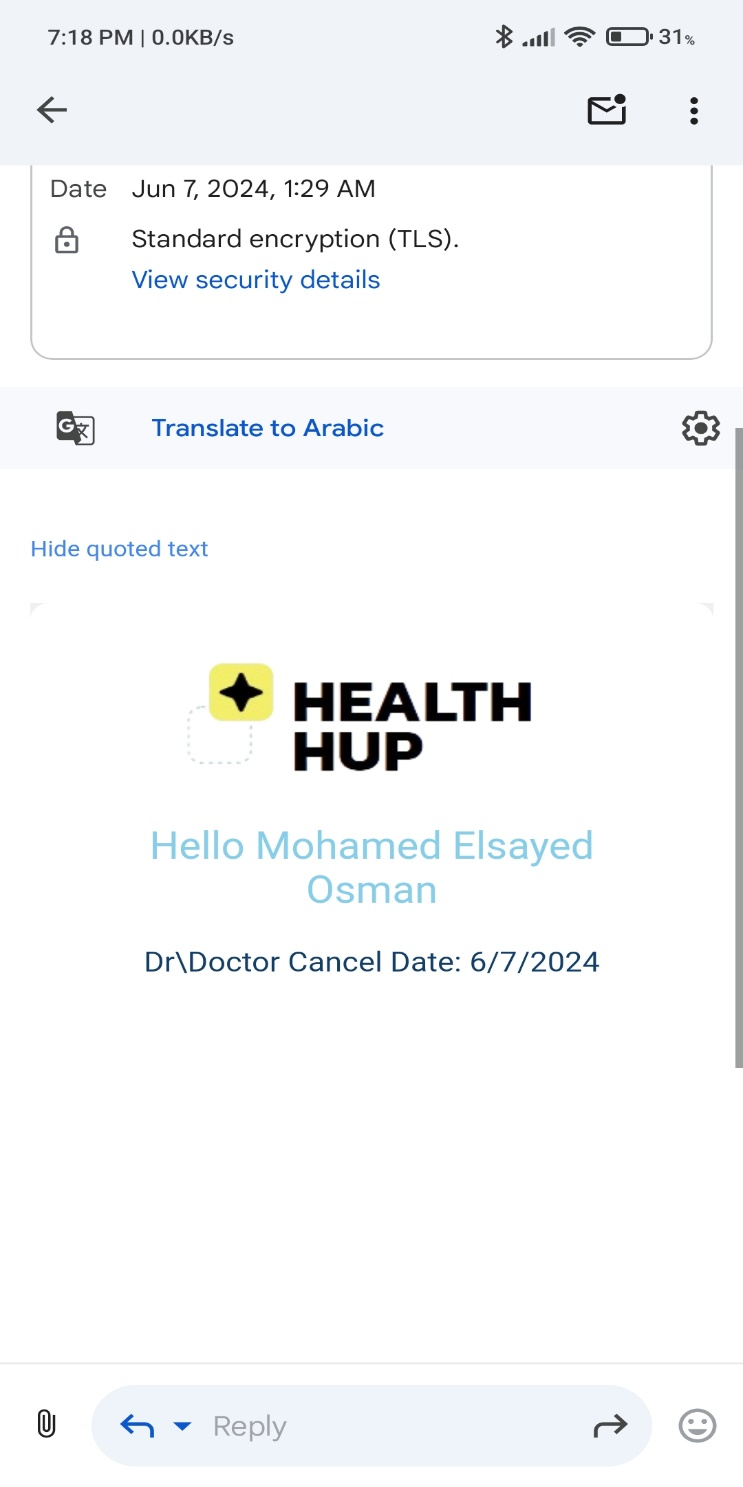 7:18 PM | 0.0KB/s 31%
Date Jun 7, 2024, 1:29 AM
Standard encryption (TLS).
View security details
Translate to Arabic
Hide quoted text
HEALTH
HUP
Hello Mohamed Elsayed
Osman
Dr\Doctor Cancel Date: 6/7/2024
Reply